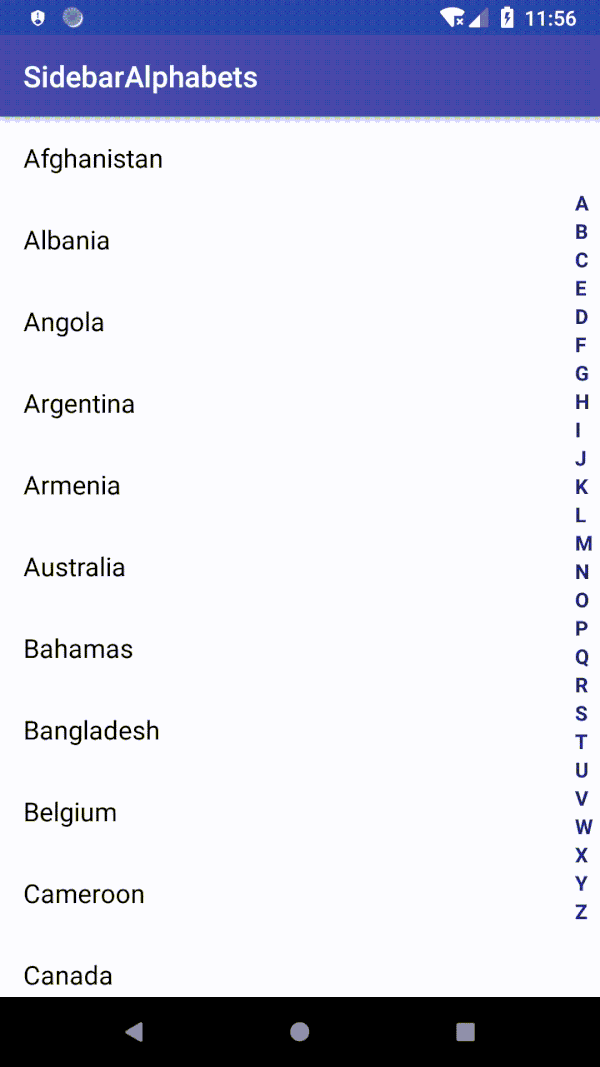 11:56
SidebarAlphabets
Afghanistan
Albania
Angola
Argentina
Armenia
Australia
Bahamas
Bangladesh
Belgium
Cameroon
Canada
A
B
C
E
D
F
G
H
I
J
K
L
M
N
O
P
Q
R
S
T
U
V
W
X
Y
Z